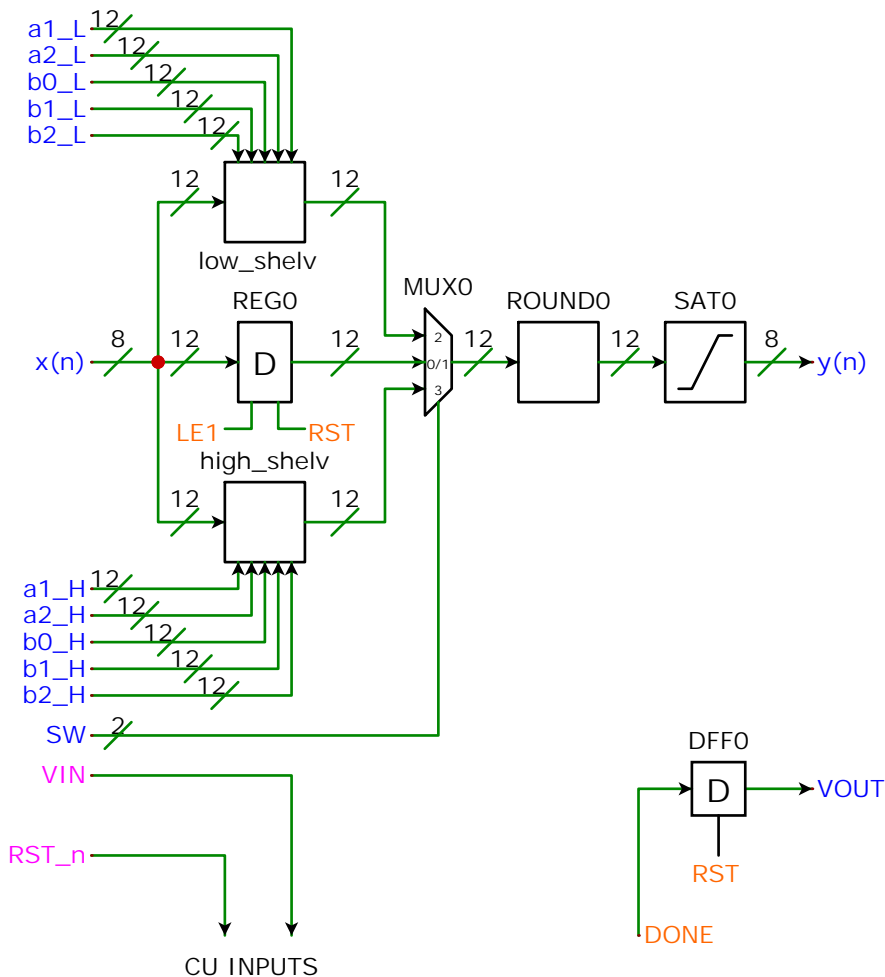 a1_L 12
a2_L 12
b0_L 12
b1_L 12
b2_L 12
12 12
low_shelv
REG0 MUX0 ROUND0 SAT0
x(n) 8 12 D 12 2 0/1 3 12 12 8 y(n)
LE1 RST
high_shelv
12 12
a1_H 12
a2_H 12
b0_H 12
b1_H 12
b2_H 12
SW 2
DFF0
VIN
D VOUT
RST_n
RST
DONE
CU INPUTS